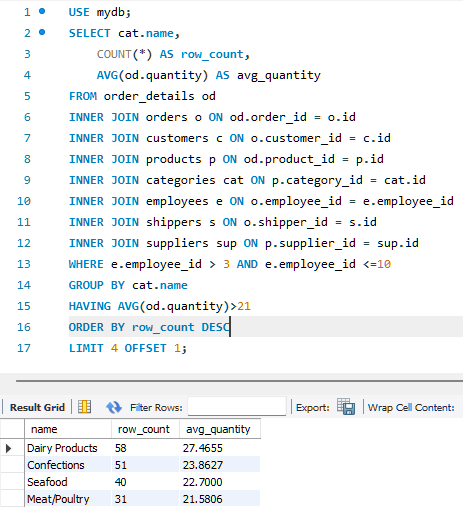 1 USE mydb;
2 SELECT cat.name,
3 COUNT(*) AS row_count,
4 AVG(od.quantity) AS avg_quantity
5 FROM order_details od
6 INNER JOIN orders o ON od.order_id = o.id
7 INNER JOIN customers c ON o.customer_id = c.id
8 INNER JOIN products p ON od.product_id = p.id
9 INNER JOIN categories cat ON p.category_id = cat.id
10 INNER JOIN employees e ON o.employee_id = e.employee_id
11 INNER JOIN shippers s ON o.shipper_id = s.id
12 INNER JOIN suppliers sup ON p.supplier_id = sup.id
13 WHERE e.employee_id > 3 AND e.employee_id <=10
14 GROUP BY cat.name
15 HAVING AVG(od.quantity)>21
16 ORDER BY row_count DESC
17 LIMIT 4 OFFSET 1;
Result Grid Filter Rows: Export: Wrap Cell Content:
name row_count avg_quantity
Dairy Products 58 27.4655
Confections 51 23.8627
Seafood 40 22.7000
Meat/Poultry 31 21.5806